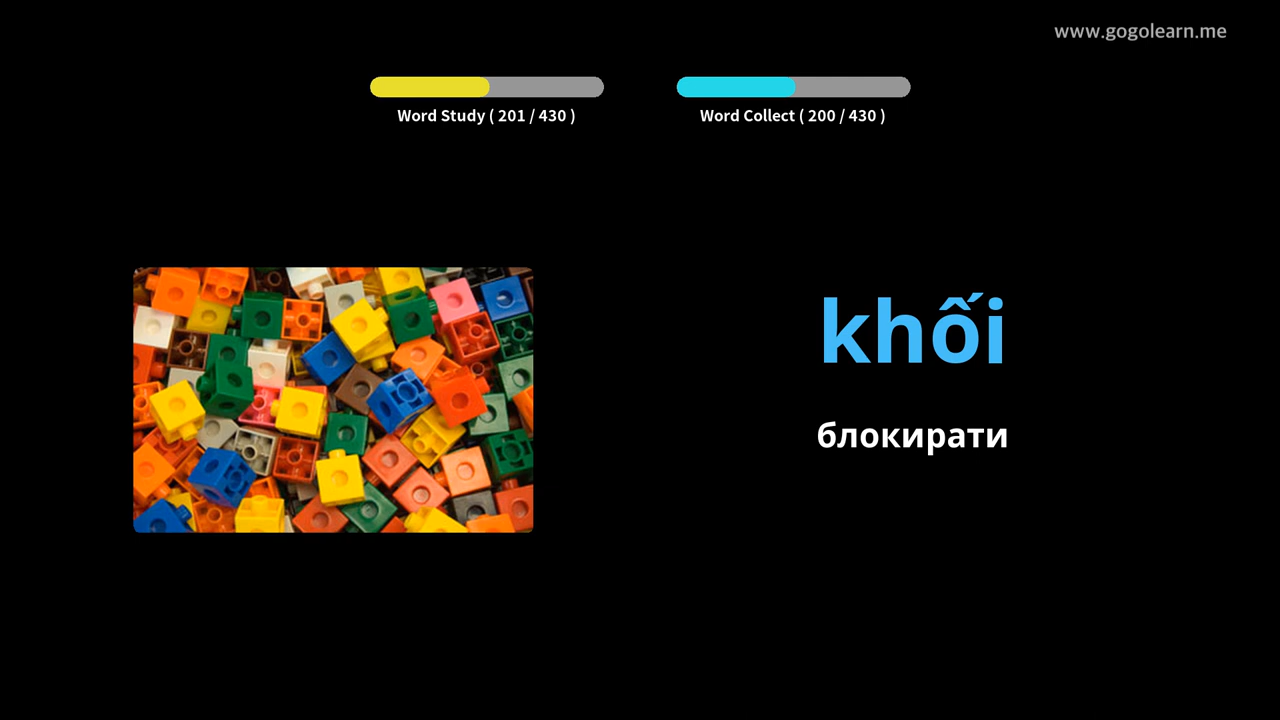 www.gogolearn.me
Word Study ( 201 / 430 )
Word Collect ( 200 / 430 )
khối
блокирати